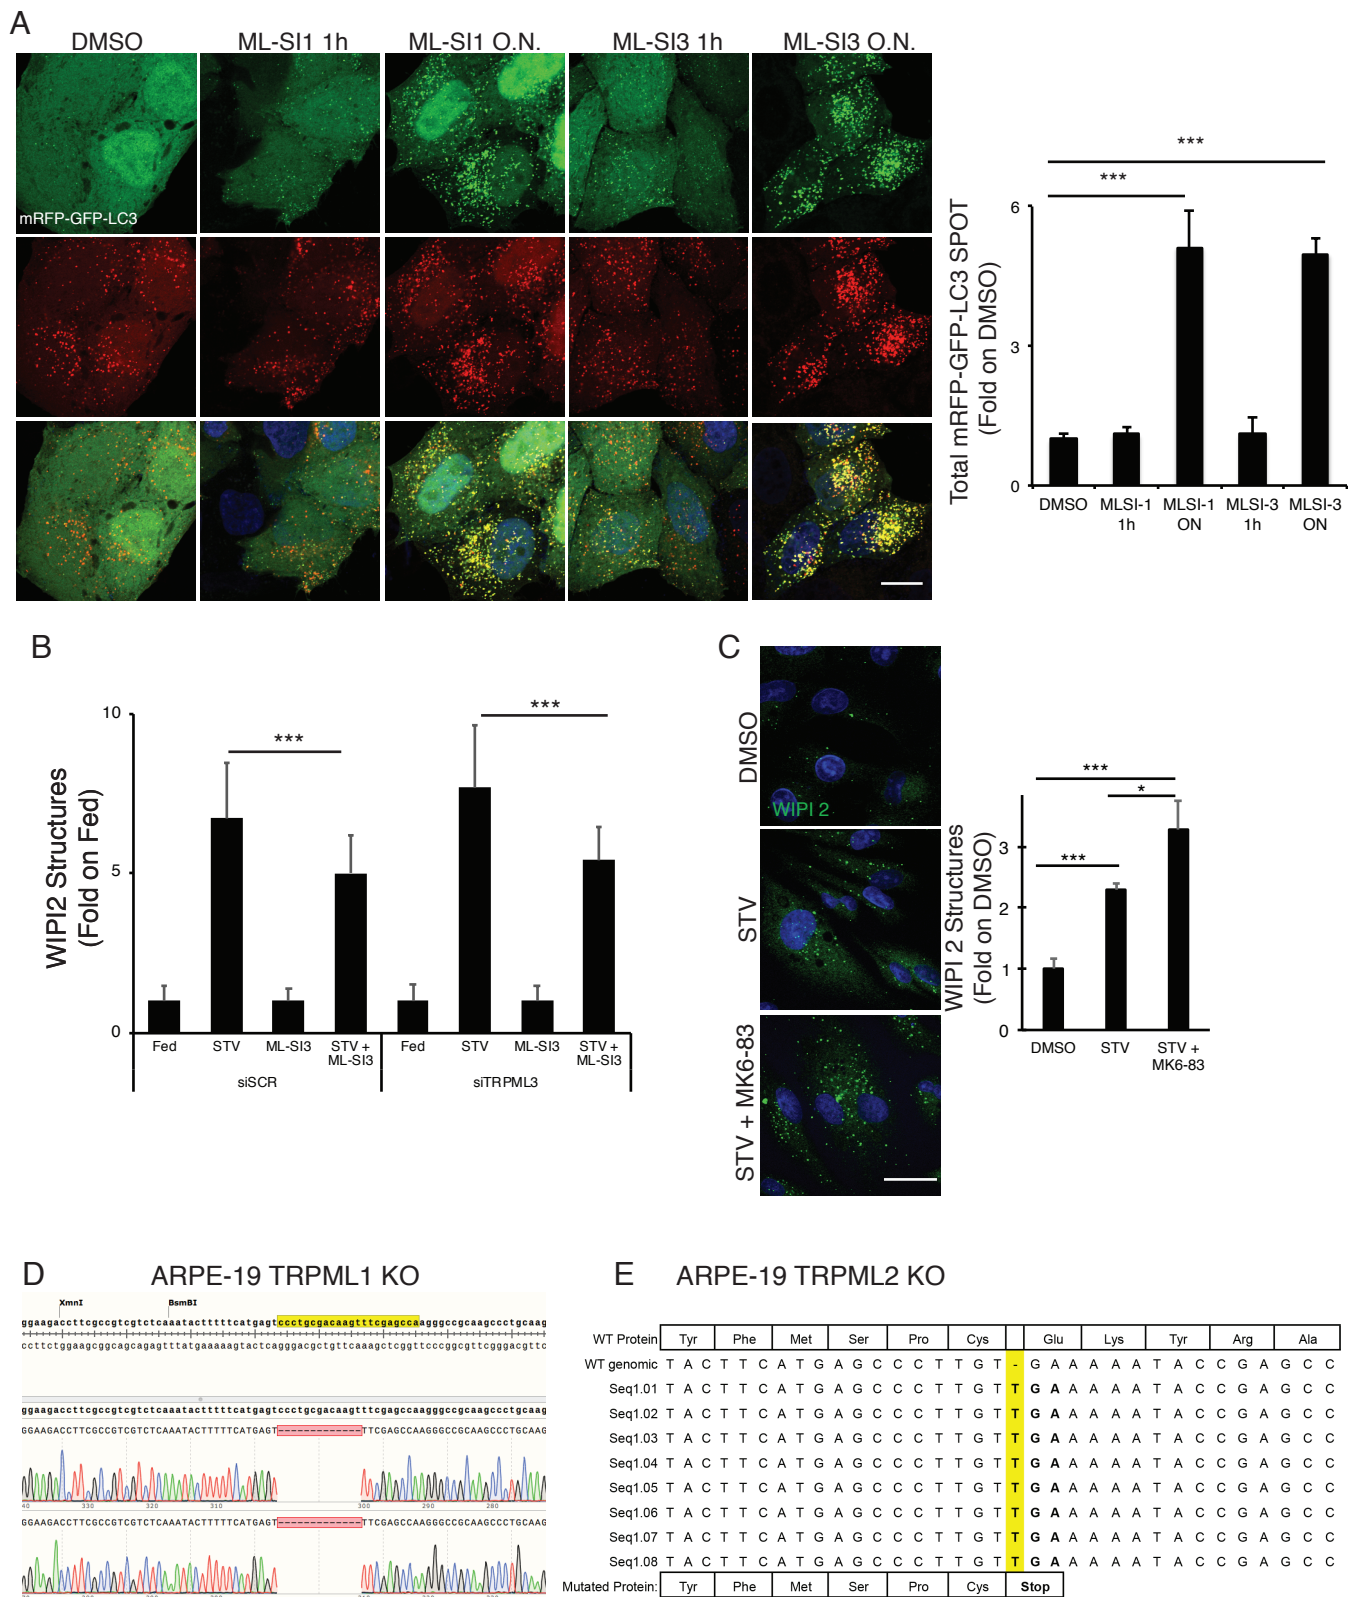 A
DMSO
ML-SI1 1h
ML-SI1 O.N.
ML-SI3 1h
ML-SI3 O.N.
mRFP-GFP-LC3
Total mRFP-GFP-LC3 SPOT
(Fold on DMSO)
***
***
6
3
0
DMSO
MLSI-1
1h
MLSI-1
ON
MLSI-3
1h
MLSI-3
ON
B
WIPI2 Structures
(Fold on Fed)
10
5
0
***
***
Fed
STV
ML-SI3
STV +
ML-SI3
Fed
STV
ML-SI3
STV +
ML-SI3
siSCR
siTRPML3
C
DMSO
WIPI 2
STV
STV + MK6-83
WIPI 2 Structures
(Fold on DMSO)
***
*
***
3
2
1
0
DMSO
STV
STV +
MK6-83
D
ARPE-19 TRPML1 KO
XmnI
BsmBI
ggaagaccttcgccgtcgtctcaaatactttttcatgagtccctgcgacaagtttcgagccaagggccgcaagccctgcaag
ccttctggaagcggcagcagagtttatgaaaaagtactcagggacgctgttcaaagctcggttcccggcgttcgggacgttc
ggaagaccttcgccgtcgtctcaaatactttttcatgagtccctgcgacaagtttcgagccaagggccgcaagccctgcaag
GGAAGACCTTCGCCGTCGTCTCAAATACTTTTTCATGAGT------------TTCGAGCCAAGGGCCGCAAGCCCTGCAAG
330
320
310
300
290
280
GGAAGACCTTCGCCGTCGTCTCAAATACTTTTTCATGAGT------------TTCGAGCCAAGGGCCGCAAGCCCTGCAAG
E
ARPE-19 TRPML2 KO
WT Protein Tyr Phe Met Ser Pro Cys Glu Lys Tyr Arg Ala
WT genomic T A C T T C A T G A G C C C T T G T - G A A A A A T A C C G A G C C
Seq1.01 T A C T T C A T G A G C C C T T G T T G A A A A A T A C C G A G C C
Seq1.02 T A C T T C A T G A G C C C T T G T T G A A A A A T A C C G A G C C
Seq1.03 T A C T T C A T G A G C C C T T G T T G A A A A A T A C C G A G C C
Seq1.04 T A C T T C A T G A G C C C T T G T T G A A A A A T A C C G A G C C
Seq1.05 T A C T T C A T G A G C C C T T G T T G A A A A A T A C C G A G C C
Seq1.06 T A C T T C A T G A G C C C T T G T T G A A A A A T A C C G A G C C
Seq1.07 T A C T T C A T G A G C C C T T G T T G A A A A A T A C C G A G C C
Seq1.08 T A C T T C A T G A G C C C T T G T T G A A A A A T A C C G A G C C
Mutated Protein: Tyr Phe Met Ser Pro Cys Stop